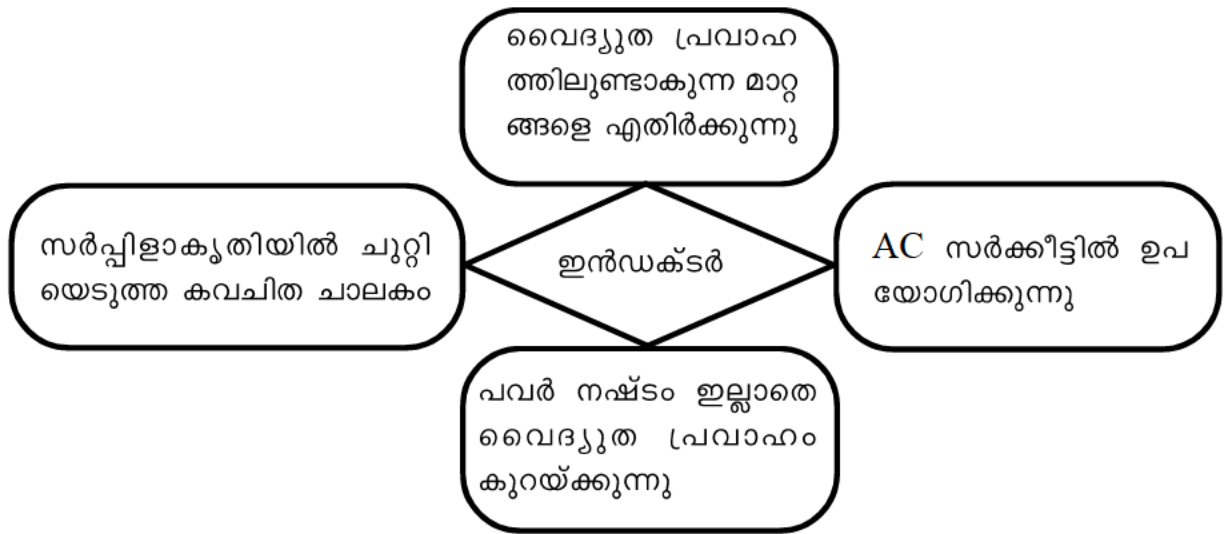 വൈദ്യുത പ്രവാഹ
ത്തിലുണ്ടാകുന്ന മാറ്റ
ങ്ങളെ എതിർക്കുന്നു
സർപ്പിളാകൃതിയിൽ ചുറ്റി
യെടുത്ത കവചിത ചാലകം
ഇൻഡക്ടർ
AC സർക്കീട്ടിൽ ഉപ
യോഗിക്കുന്നു
പവർ നഷ്ടം ഇല്ലാതെ
വൈദ്യുത പ്രവാഹം
കുറയ്ക്കുന്നു